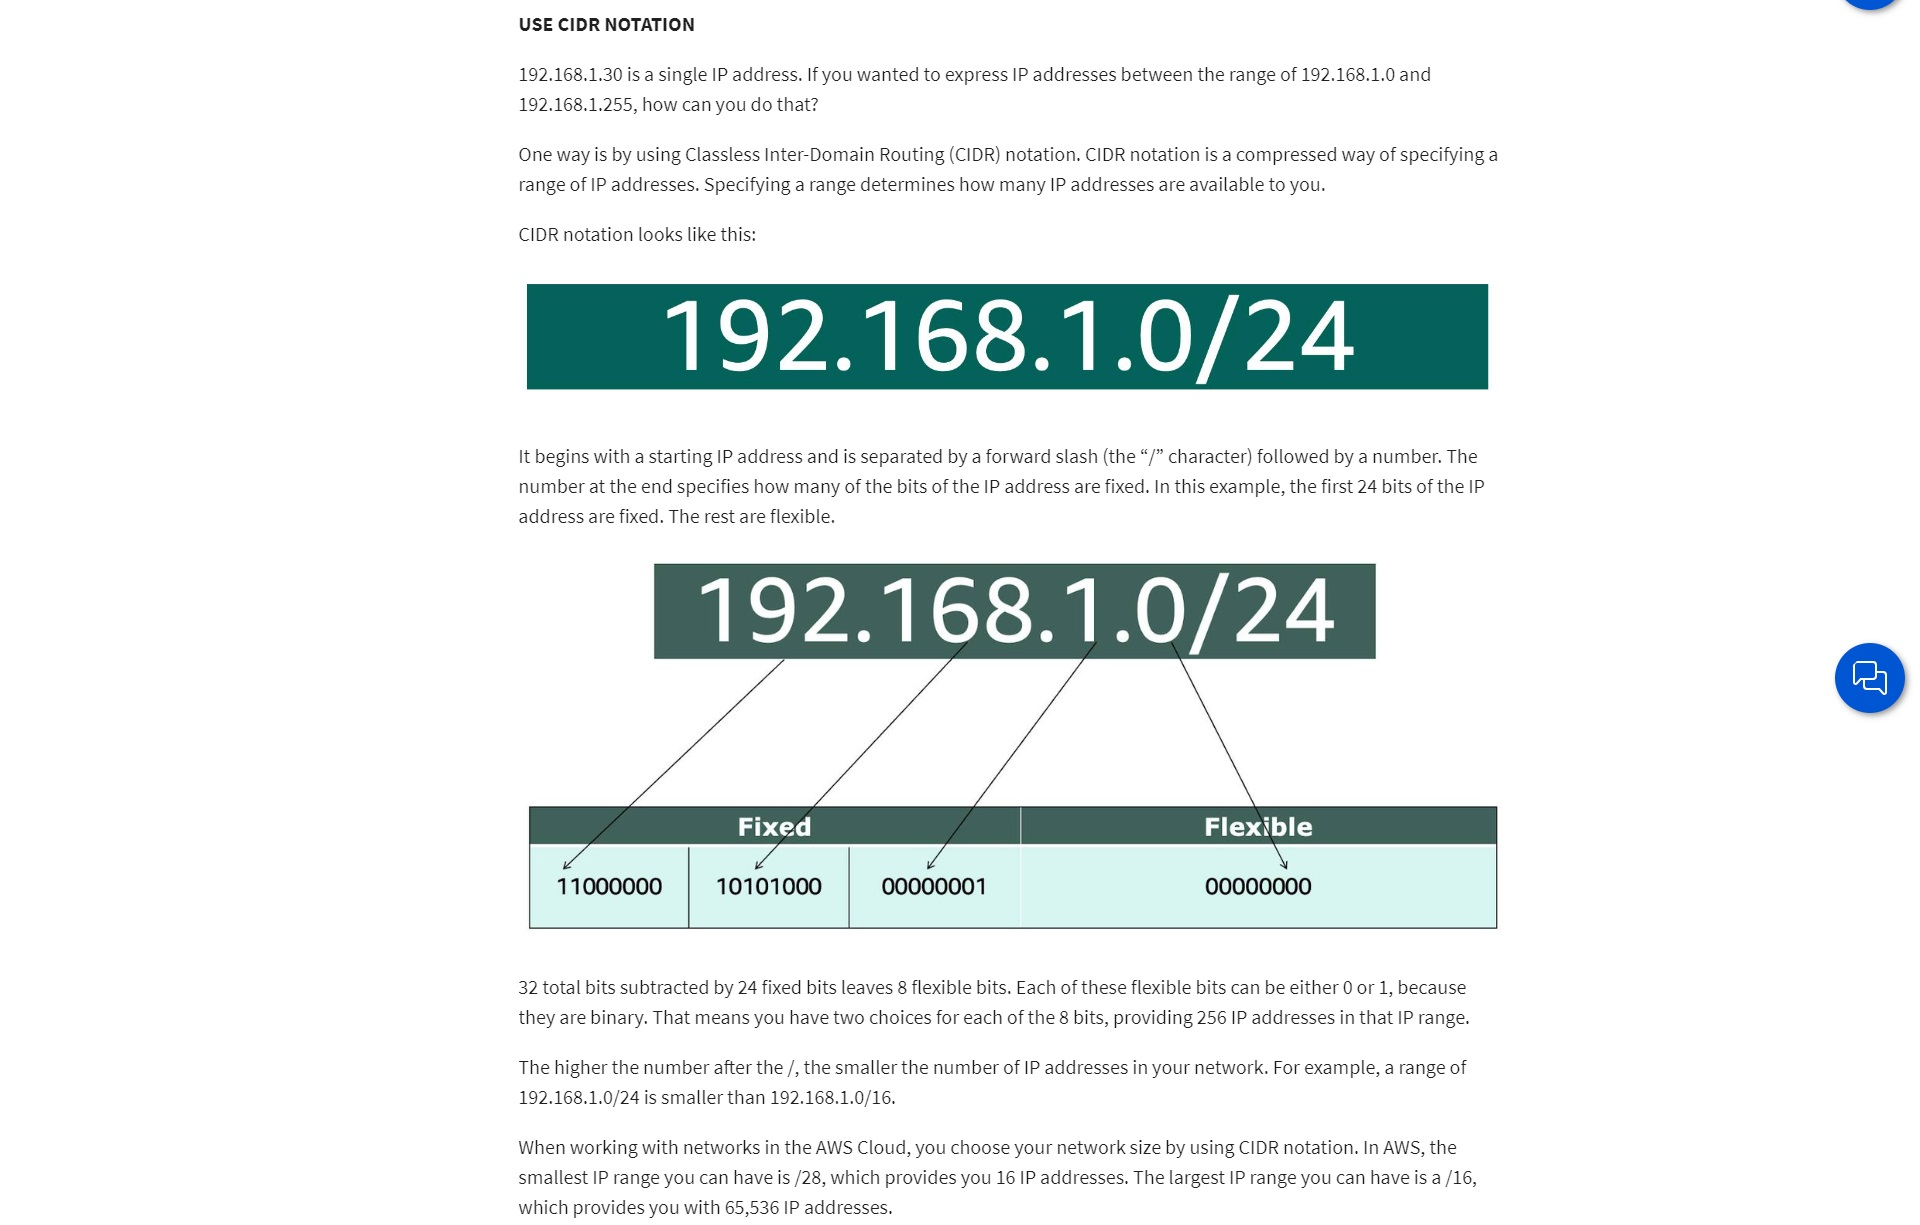 USE CIDR NOTATION
192.168.1.30 is a single IP address. If you wanted to express IP addresses between the range of 192.168.1.0 and
192.168.1.255, how can you do that?
One way is by using Classless Inter-Domain Routing (CIDR) notation. CIDR notation is a compressed way of specifying a
range of IP addresses. Specifying a range determines how many IP addresses are available to you.
CIDR notation looks like this:
192.168.1.0/24
It begins with a starting IP address and is separated by a forward slash (the “/” character) followed by a number. The
number at the end specifies how many of the bits of the IP address are fixed. In this example, the first 24 bits of the IP
address are fixed. The rest are flexible.
192.168.1.0/24
Fixed Flexible
11000000 10101000 00000001 00000000
32 total bits subtracted by 24 fixed bits leaves 8 flexible bits. Each of these flexible bits can be either 0 or 1, because
they are binary. That means you have two choices for each of the 8 bits, providing 256 IP addresses in that IP range.
The higher the number after the /, the smaller the number of IP addresses in your network. For example, a range of
192.168.1.0/24 is smaller than 192.168.1.0/16.
When working with networks in the AWS Cloud, you choose your network size by using CIDR notation. In AWS, the
smallest IP range you can have is /28, which provides you 16 IP addresses. The largest IP range you can have is a /16,
which provides you with 65,536 IP addresses.